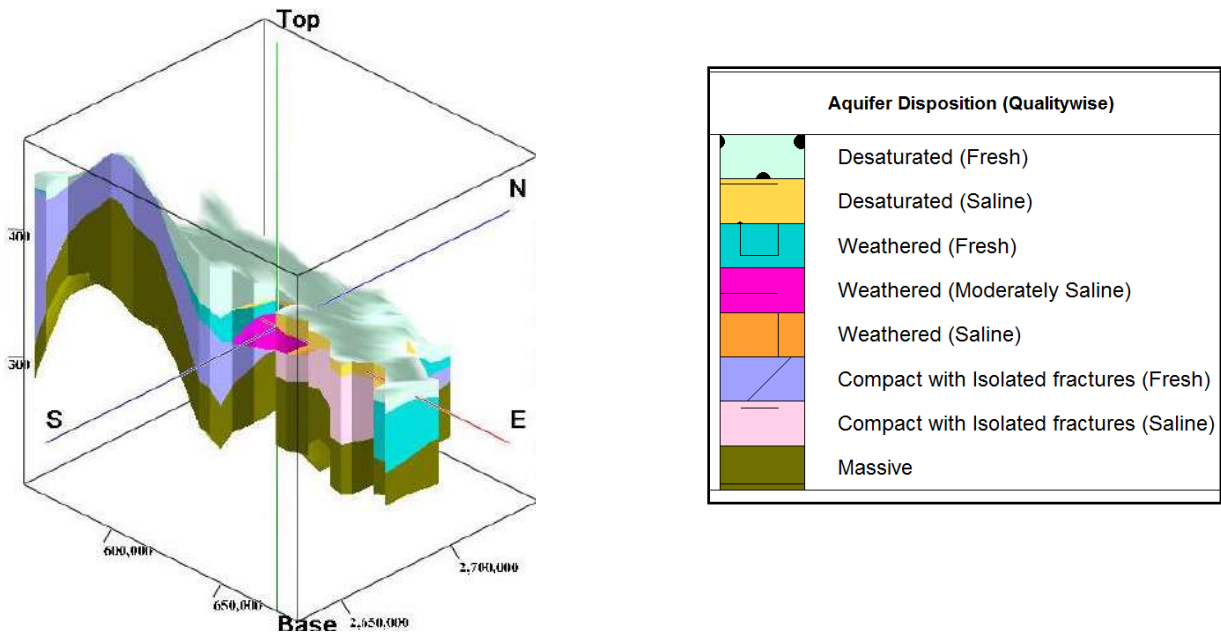 Top
N
400
300
S
E
600,000
650,000
Base
2,650,000
2,700,000
Aquifer Disposition (Qualitywise)
Desaturated (Fresh)
Desaturated (Saline)
Weathered (Fresh)
Weathered (Moderately Saline)
Weathered (Saline)
Compact with Isolated fractures (Fresh)
Compact with Isolated fractures (Saline)
Massive